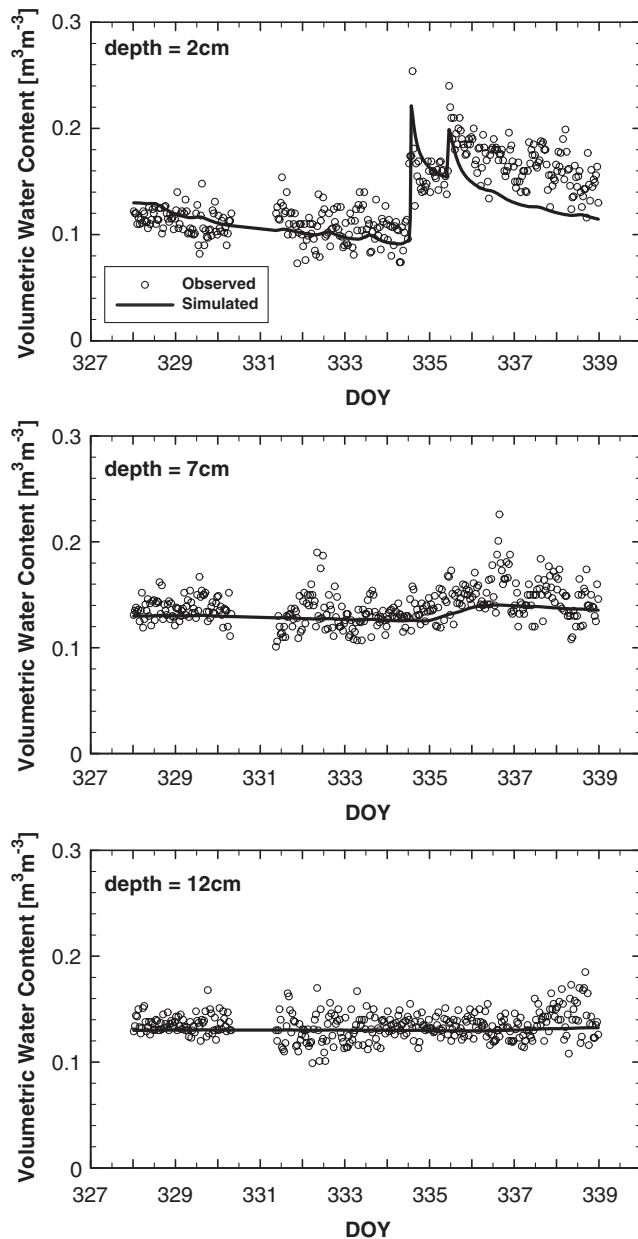 0.3
depth = 2cm
0.2
0.1
Observed
Simulated
0
327 329 331 333 335 337 339
DOY
Volumetric Water Content [m³m⁻³]
0.3
depth = 7cm
0.2
0.1
0
327 329 331 333 335 337 339
DOY
Volumetric Water Content [m³m⁻³]
0.3
depth = 12cm
0.2
0.1
0
327 329 331 333 335 337 339
DOY
Volumetric Water Content [m³m⁻³]